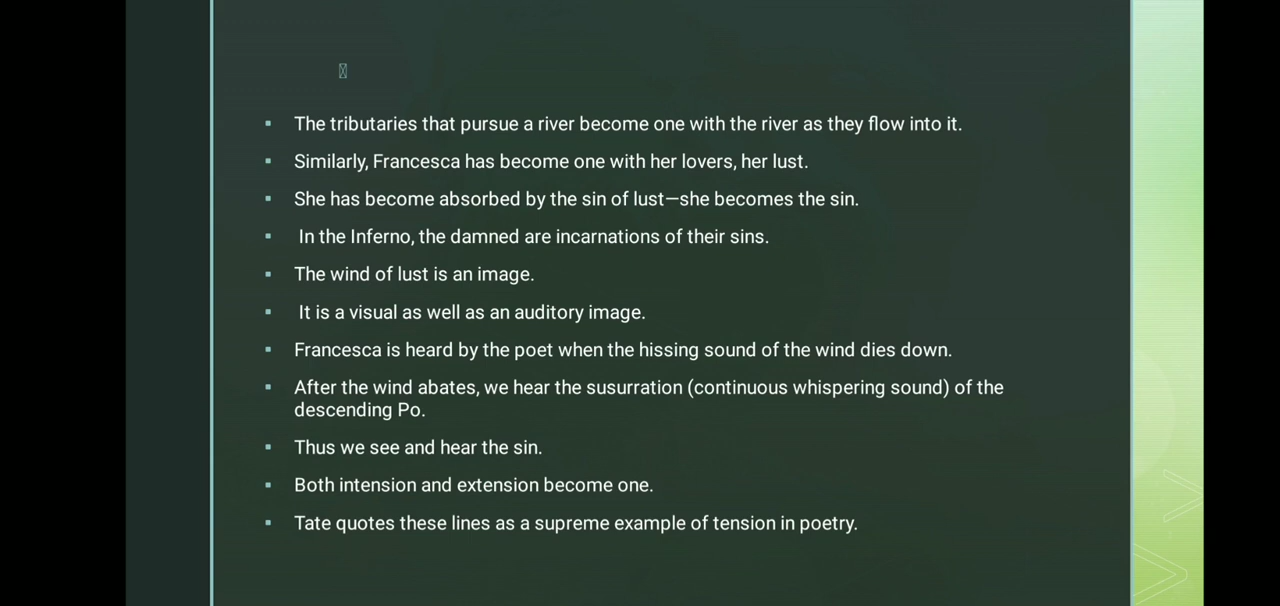 The tributaries that pursue a river become one with the river as they flow into it.
Similarly, Francesca has become one with her lovers, her lust.
She has become absorbed by the sin of lust—she becomes the sin.
In the Inferno, the damned are incarnations of their sins.
The wind of lust is an image.
It is a visual as well as an auditory image.
Francesca is heard by the poet when the hissing sound of the wind dies down.
After the wind abates, we hear the susurration (continuous whispering sound) of the
descending Po.
Thus we see and hear the sin.
Both intension and extension become one.
Tate quotes these lines as a supreme example of tension in poetry.